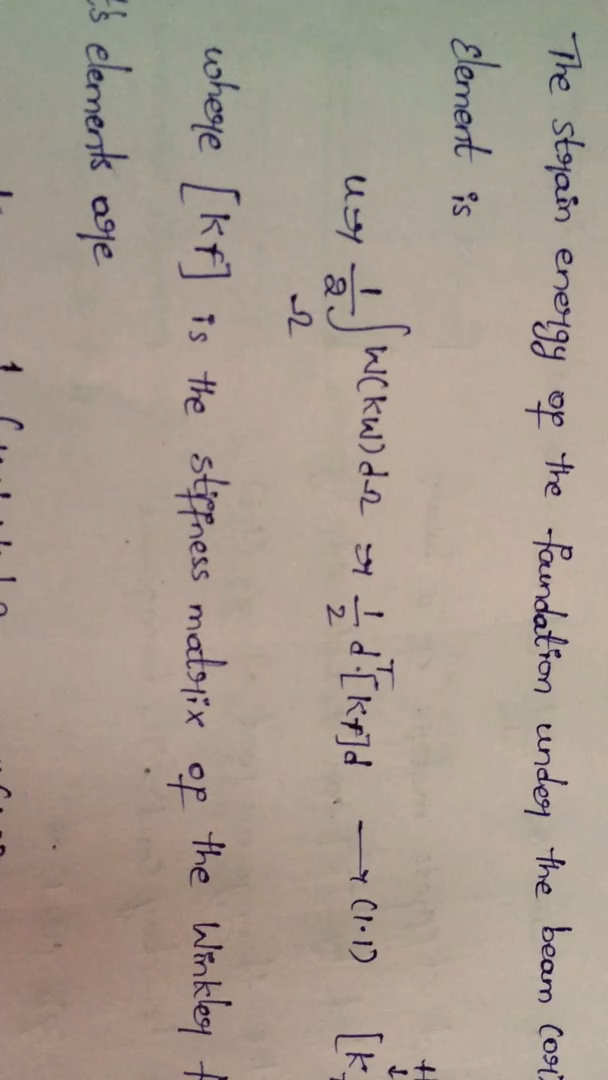 The strain energy of the foundation under the beam
Element is
u → 1/2 ∫Ω W(KW) dΩ → 1/2 dᵀ.[Kf]d → (1.1)
where [Kf] is the stiffness matrix of the Winkler
elements are